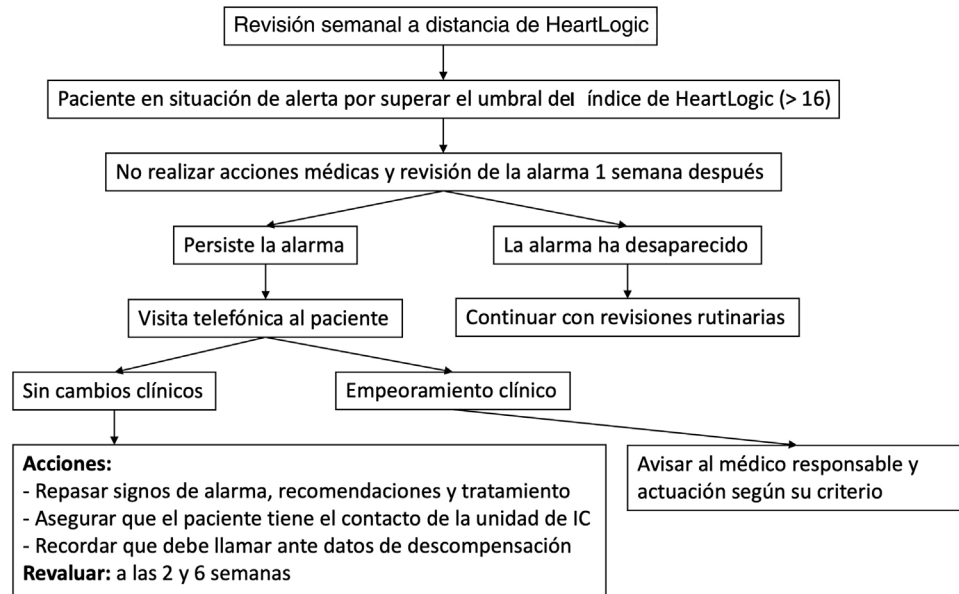 Revisión semanal a distancia de HeartLogic
Paciente en situación de alerta por superar el umbral del índice de HeartLogic (> 16)
No realizar acciones médicas y revisión de la alarma 1 semana después
Persiste la alarma
La alarma ha desaparecido
Visita telefónica al paciente
Continuar con revisiones rutinarias
Sin cambios clínicos
Empeoramiento clínico
Acciones:
- Repasar signos de alarma, recomendaciones y tratamiento
- Asegurar que el paciente tiene el contacto de la unidad de IC
- Recordar que debe llamar ante datos de descompensación
Revaluar: a las 2 y 6 semanas
Avisar al médico responsable y
actuación según su criterio